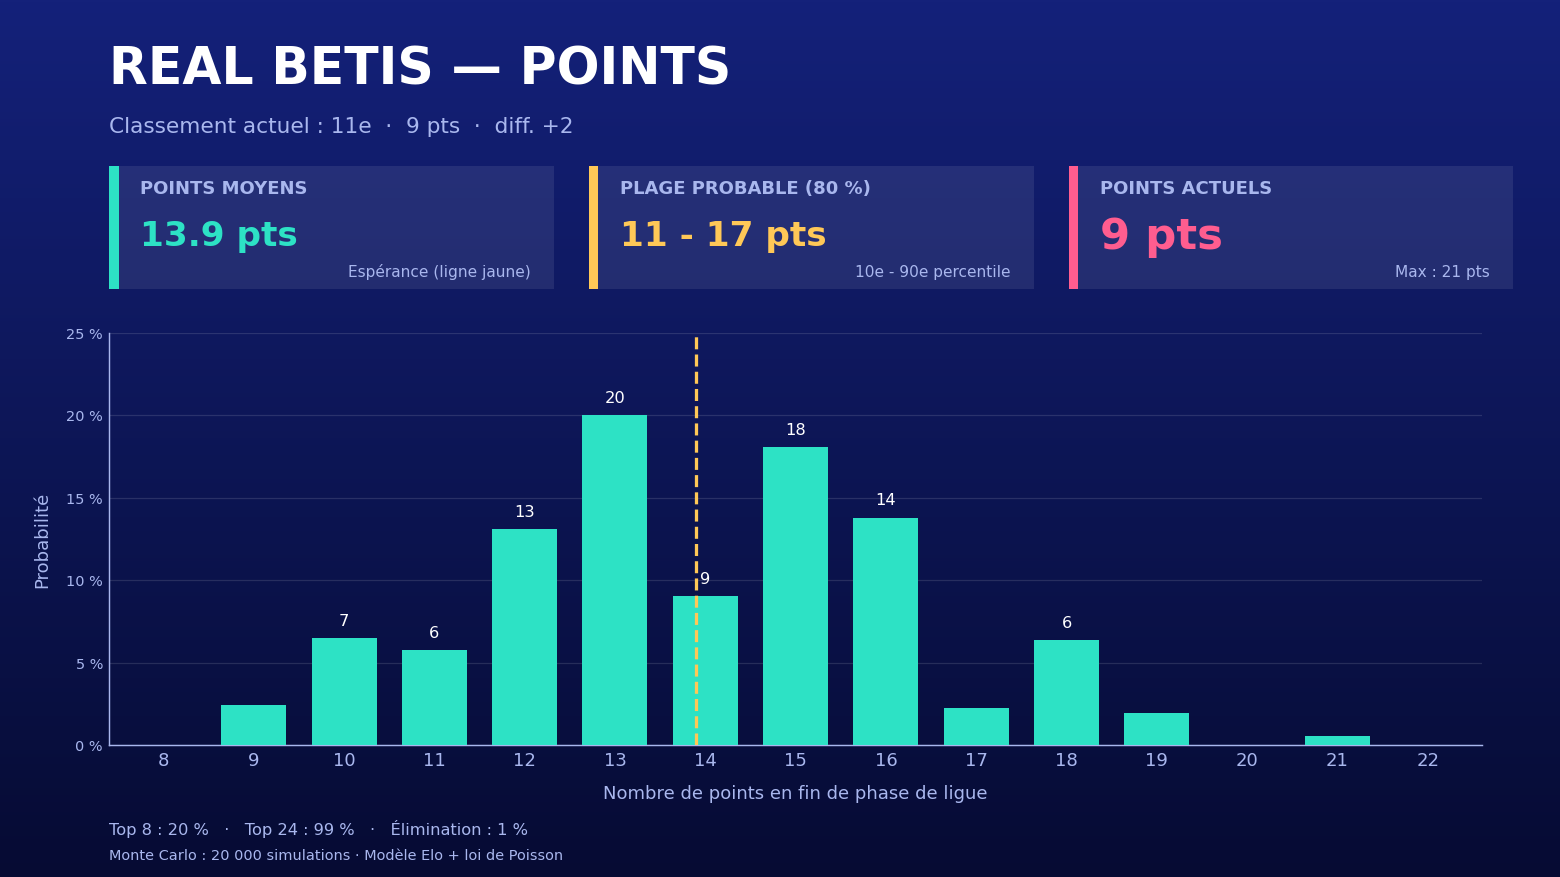 REAL BETIS — POINTS
Classement actuel : 11e · 9 pts · diff. +2
POINTS MOYENS
13.9 pts
Espérance (ligne jaune)
PLAGE PROBABLE (80 %)
11 - 17 pts
10e - 90e percentile
POINTS ACTUELS
9 pts
Max : 21 pts
Probabilité
25 %
20 %
15 %
10 %
5 %
0 %
7
6
13
20
9
18
14
6
8 9 10 11 12 13 14 15 16 17 18 19 20 21 22
Nombre de points en fin de phase de ligue
Top 8 : 20 % · Top 24 : 99 % · Élimination : 1 %
Monte Carlo : 20 000 simulations · Modèle Elo + loi de Poisson